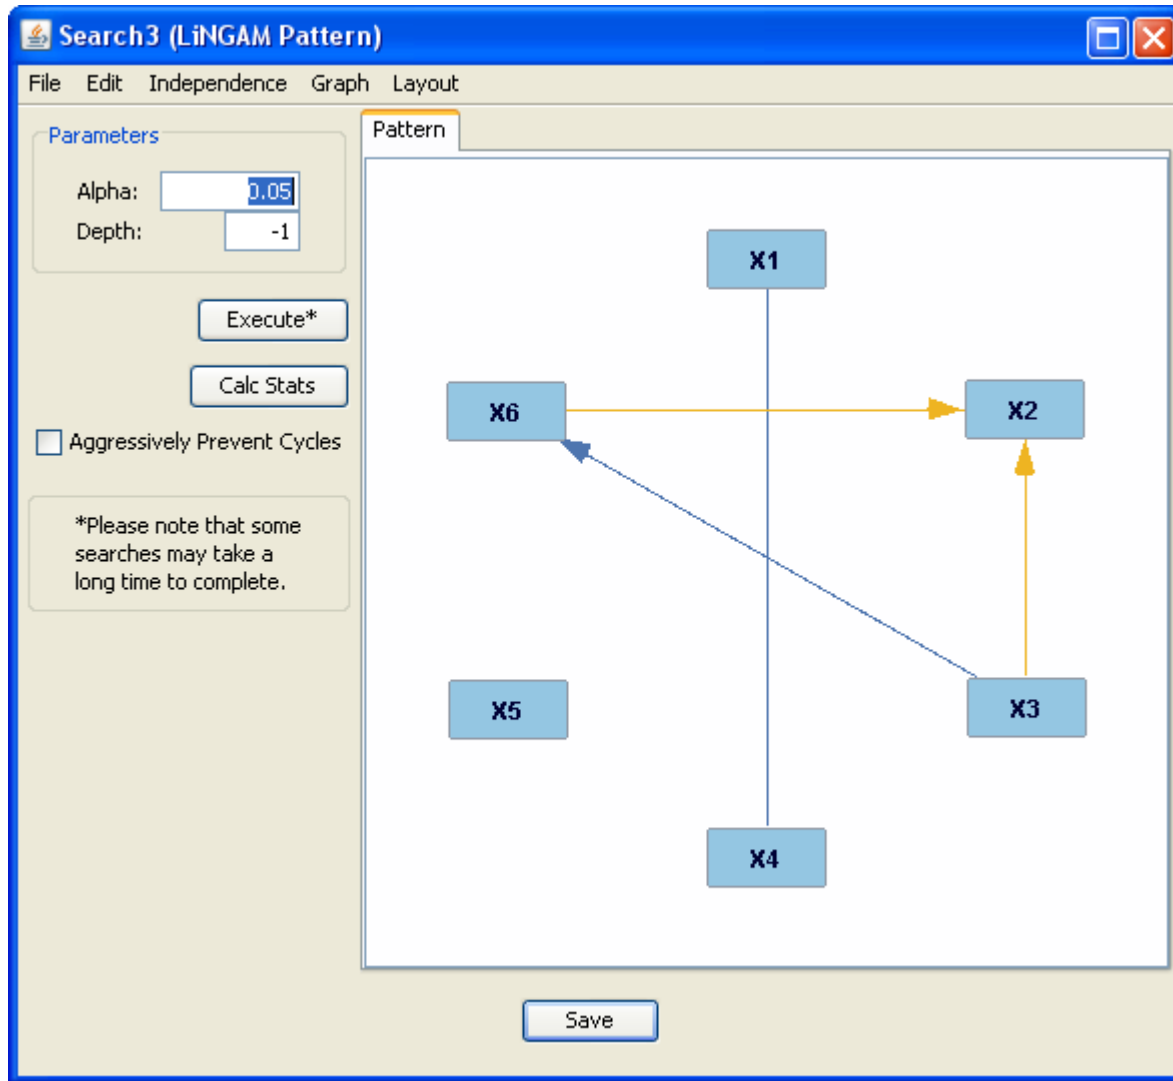 Search3 (LiNGAM Pattern)
File Edit Independence Graph Layout
Parameters
Alpha: 0.05
Depth: -1
Execute*
Calc Stats
Aggressively Prevent Cycles
*Please note that some
searches may take a
long time to complete.
Pattern
X1
X6
X2
X5
X3
X4
Save